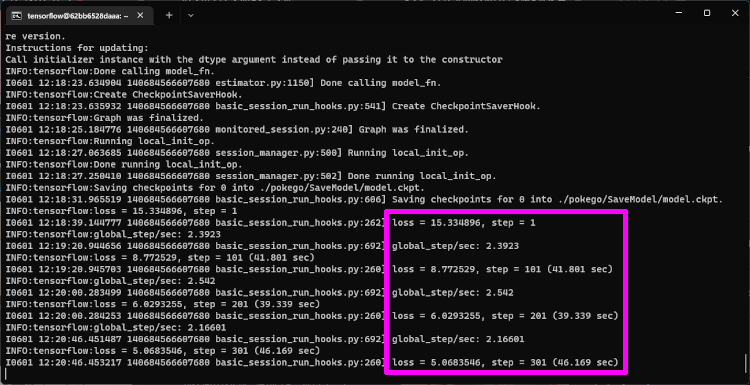 tensorflow@62bb6528daaa: ~
re version.
Instructions for updating:
Call initializer instance with the dtype argument instead of passing it to the constructor
INFO:tensorflow:Done calling model_fn.
I0601 12:18:23.634904 140684566607680 estimator.py:1150] Done calling model_fn.
INFO:tensorflow:Create CheckpointSaverHook.
I0601 12:18:23.635932 140684566607680 basic_session_run_hooks.py:541] Create CheckpointSaverHook.
INFO:tensorflow:Graph was finalized.
I0601 12:18:25.184776 140684566607680 monitored_session.py:240] Graph was finalized.
INFO:tensorflow:Running local_init_op.
I0601 12:18:27.063685 140684566607680 session_manager.py:500] Running local_init_op.
INFO:tensorflow:Done running local_init_op.
I0601 12:18:27.250410 140684566607680 session_manager.py:502] Done running local_init_op.
INFO:tensorflow:Saving checkpoints for 0 into ./pokego/SaveModel/model.ckpt.
I0601 12:18:31.965519 140684566607680 basic_session_run_hooks.py:606] Saving checkpoints for 0 into ./pokego/SaveModel/model.ckpt.
INFO:tensorflow:loss = 15.334896, step = 1
I0601 12:18:39.144777 140684566607680 basic_session_run_hooks.py:262] loss = 15.334896, step = 1
INFO:tensorflow:global_step/sec: 2.3923
I0601 12:19:20.944656 140684566607680 basic_session_run_hooks.py:692] global_step/sec: 2.3923
INFO:tensorflow:loss = 8.772529, step = 101 (41.801 sec)
I0601 12:19:20.945703 140684566607680 basic_session_run_hooks.py:260] loss = 8.772529, step = 101 (41.801 sec)
INFO:tensorflow:global_step/sec: 2.542
I0601 12:20:00.283499 140684566607680 basic_session_run_hooks.py:692] global_step/sec: 2.542
INFO:tensorflow:loss = 6.0293255, step = 201 (39.339 sec)
I0601 12:20:00.284253 140684566607680 basic_session_run_hooks.py:260] loss = 6.0293255, step = 201 (39.339 sec)
INFO:tensorflow:global_step/sec: 2.16601
I0601 12:20:46.451487 140684566607680 basic_session_run_hooks.py:692] global_step/sec: 2.16601
INFO:tensorflow:loss = 5.0683546, step = 301 (46.169 sec)
I0601 12:20:46.453217 140684566607680 basic_session_run_hooks.py:260] loss = 5.0683546, step = 301 (46.169 sec)